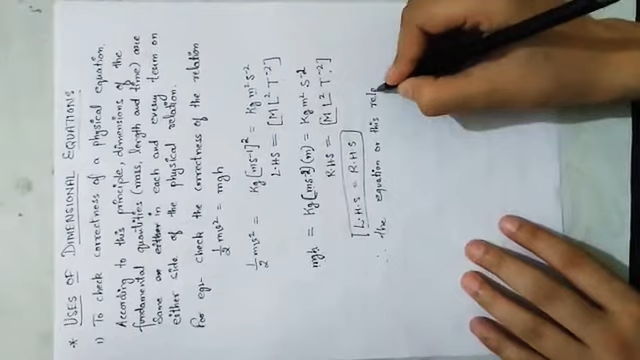 * USES OF DIMENSIONAL EQUATIONS:
1) To check correctness of a physical equation.
According to this principle, dimensions of the
fundamental quantities (mass, length and time) are
same on either in each and every term on
either side of the physical relation.
For eg:- check the correctness of the relation
½ mv² = mgh
½ mv² = Kg [ms-1]² = Kg m² s-2
L.H.S = [M L² T-2]
mgh = Kg (ms-2) (m) = Kg m² s-2
R.H.S = [M L² T-2]
L.H.S = R.H.S
∴ the equation or this rel